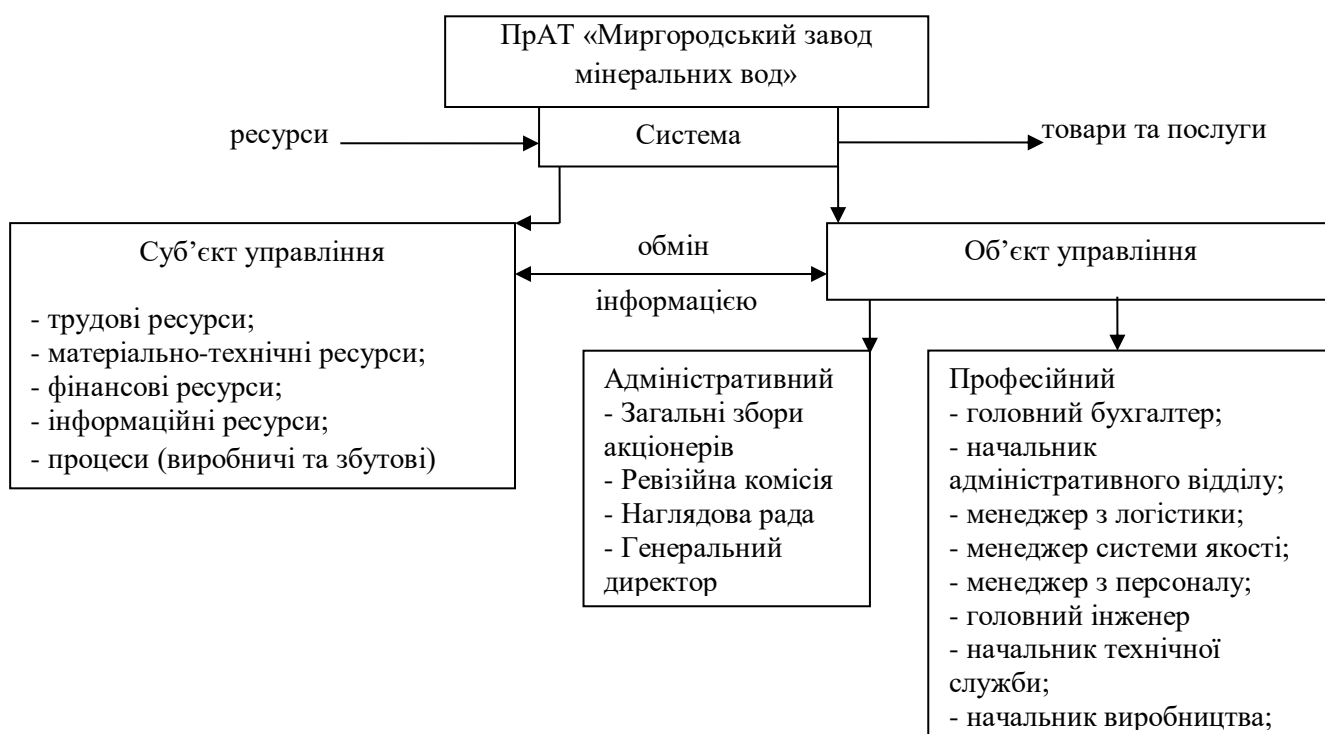 ПрАТ «Миргородський завод
мінеральних вод»
ресурси
Система
товари та послуги
Суб’єкт управління
- трудові ресурси;
- матеріально-технічні ресурси;
- фінансові ресурси;
- інформаційні ресурси;
- процеси (виробничі та збутові)
обмін
інформацією
Об’єкт управління
Адміністративний
- Загальні збори
акціонерів
- Ревізійна комісія
- Наглядова рада
- Генеральний
директор
Професійний
- головний бухгалтер;
- начальник
адміністративного відділу;
- менеджер з логістики;
- менеджер системи якості;
- менеджер з персоналу;
- головний інженер
- начальник технічної
служби;
- начальник виробництва;